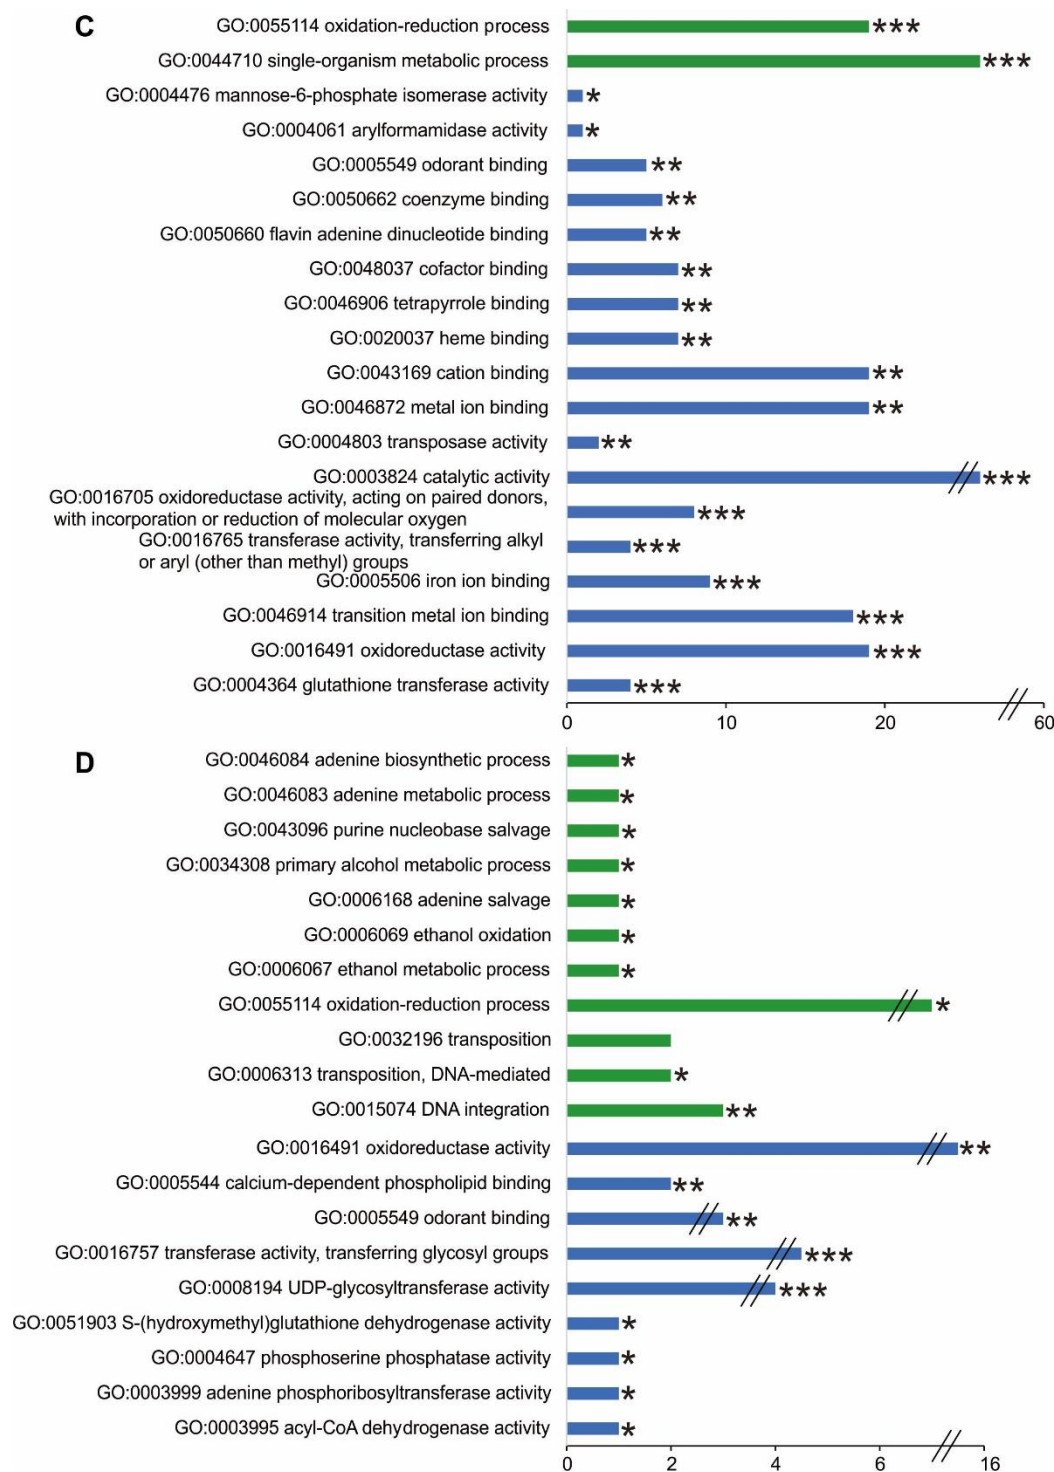 C
GO:0055114 oxidation-reduction process ***
GO:0044710 single-organism metabolic process ***
GO:0004476 mannose-6-phosphate isomerase activity *
GO:0004061 arylformamidase activity *
GO:0005549 odorant binding **
GO:0050662 coenzyme binding **
GO:0050660 flavin adenine dinucleotide binding **
GO:0048037 cofactor binding **
GO:0046906 tetrapyrrole binding **
GO:0020037 heme binding **
GO:0043169 cation binding **
GO:0046872 metal ion binding **
GO:0004803 transposase activity **
GO:0003824 catalytic activity ***
GO:0016705 oxidoreductase activity, acting on paired donors,
with incorporation or reduction of molecular oxygen ***
GO:0016765 transferase activity, transferring alkyl
or aryl (other than methyl) groups ***
GO:0005506 iron ion binding ***
GO:0046914 transition metal ion binding ***
GO:0016491 oxidoreductase activity ***
GO:0004364 glutathione transferase activity ***
0 10 20 60
D
GO:0046084 adenine biosynthetic process *
GO:0046083 adenine metabolic process *
GO:0043096 purine nucleobase salvage *
GO:0034308 primary alcohol metabolic process *
GO:0006168 adenine salvage *
GO:0006069 ethanol oxidation *
GO:0006067 ethanol metabolic process *
GO:0055114 oxidation-reduction process *
GO:0032196 transposition
GO:0006313 transposition, DNA-mediated *
GO:0015074 DNA integration **
GO:0016491 oxidoreductase activity **
GO:0005544 calcium-dependent phospholipid binding **
GO:0005549 odorant binding **
GO:0016757 transferase activity, transferring glycosyl groups ***
GO:0008194 UDP-glycosyltransferase activity ***
GO:0051903 S-(hydroxymethyl)glutathione dehydrogenase activity *
GO:0004647 phosphoserine phosphatase activity *
GO:0003999 adenine phosphoribosyltransferase activity *
GO:0003995 acyl-CoA dehydrogenase activity *
0 2 4 6 16